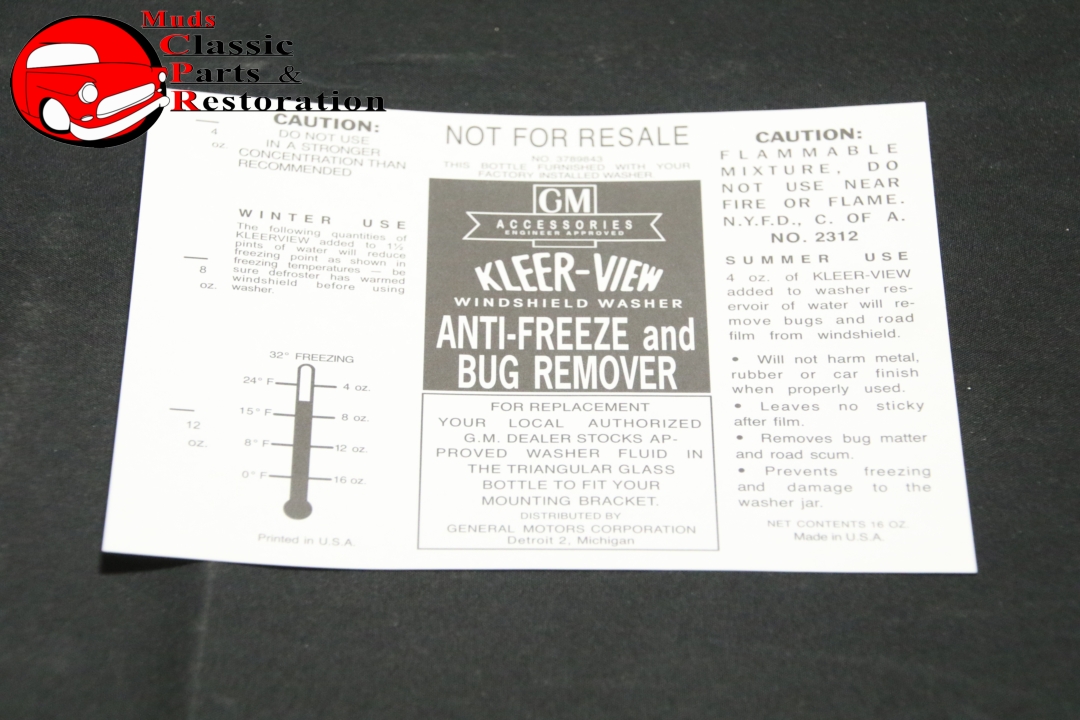 Muds
Classic
Parts &
Restoration
4
oz.
8
oz.
12
oz.
CAUTION:
DO NOT USE
IN A STRONGER
CONCENTRATION THAN
RECOMMENDED
WINTER USE
The following quantities of
KLEERVIEW added to 1½
pints of water will reduce
freezing point as shown in
freezing temperatures — be
sure defroster has warmed
windshield before using
washer.
32° FREEZING
24° F 4 oz.
15° F 8 oz.
8° F 12 oz.
0° F 16 oz.
Printed in U.S.A.
NOT FOR RESALE
NO. 3789843
THIS BOTTLE FURNISHED WITH YOUR
FACTORY INSTALLED WASHER
GM
ACCESSORIES
ENGINEER APPROVED
KLEER-VIEW
WINDSHIELD WASHER
ANTI-FREEZE and
BUG REMOVER
FOR REPLACEMENT
YOUR LOCAL AUTHORIZED
G.M. DEALER STOCKS AP-
PROVED WASHER FLUID IN
THE TRIANGULAR GLASS
BOTTLE TO FIT YOUR
MOUNTING BRACKET.
DISTRIBUTED BY
GENERAL MOTORS CORPORATION
Detroit 2, Michigan
CAUTION:
FLAMMABLE
MIXTURE, DO
NOT USE NEAR
FIRE OR FLAME.
N.Y.F.D., C. OF A.
NO. 2312
SUMMER USE
4 oz. of KLEER-VIEW
added to washer res-
ervoir of water will re-
move bugs and road
film from windshield.
• Will not harm metal,
rubber or car finish
when properly used.
• Leaves no sticky
after film.
• Removes bug matter
and road scum.
• Prevents freezing
and damage to the
washer jar.
NET CONTENTS 16 OZ.
Made in U.S.A.